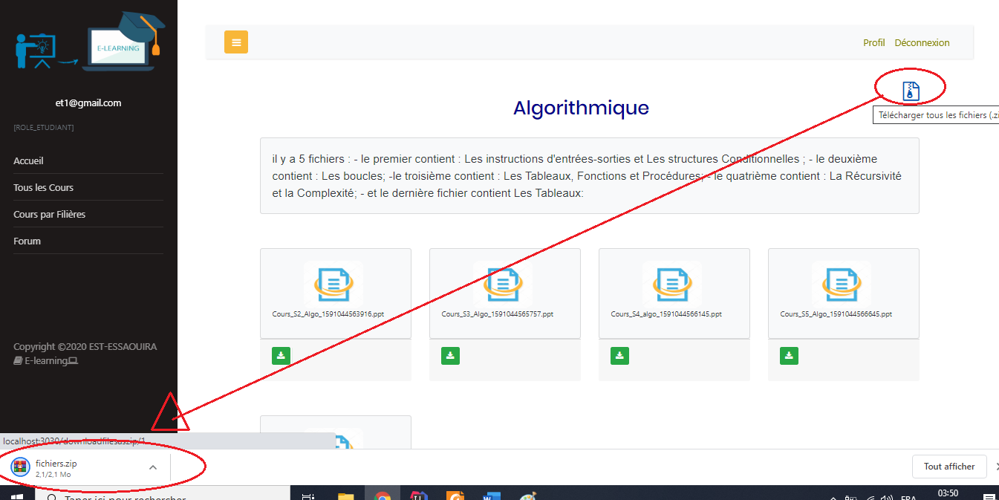 E-LEARNING
et1@gmail.com
[ROLE_ETUDIANT]
Accueil
Tous les Cours
Cours par Filières
Forum
Copyright ©2020 EST-ESSAOUIRA
E-learning
Profil
Déconnexion
Télécharger tous les fichiers (.zi
Algorithmique
il y a 5 fichiers : - le premier contient : Les instructions d'entrées-sorties et Les structures Conditionnelles ; - le deuxième
contient : Les boucles; -le troisième contient : Les Tableaux, Fonctions et Procédures; - le quatrième contient : La Récursivité
et la Complexité; - et le dernière fichier contient Les Tableaux:
Cours_S2_Algo_1591044563916.ppt
Cours_S3_Algo_1591044565757.ppt
Cours_S4_algo_1591044566145.ppt
Cours_S5_Algo_1591044566645.ppt
localhost:3030/downloadfilesaszip/1
fichiers.zip
2,1/2,1 Mo
Tout afficher
Taper ici pour rechercher
FRA
03:50